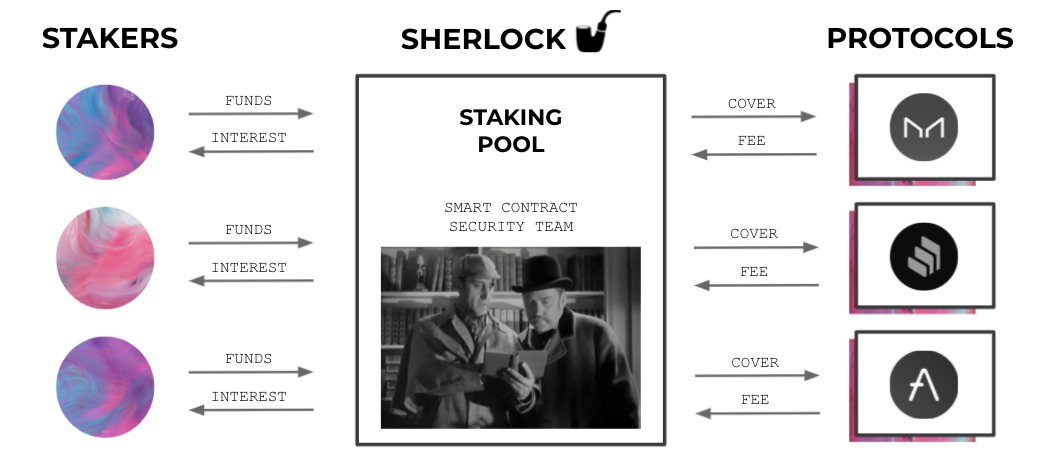 STAKERS
SHERLOCK
PROTOCOLS
FUNDS
INTEREST
FUNDS
INTEREST
FUNDS
INTEREST
STAKING
POOL
SMART CONTRACT
SECURITY TEAM
COVER
FEE
COVER
FEE
COVER
FEE